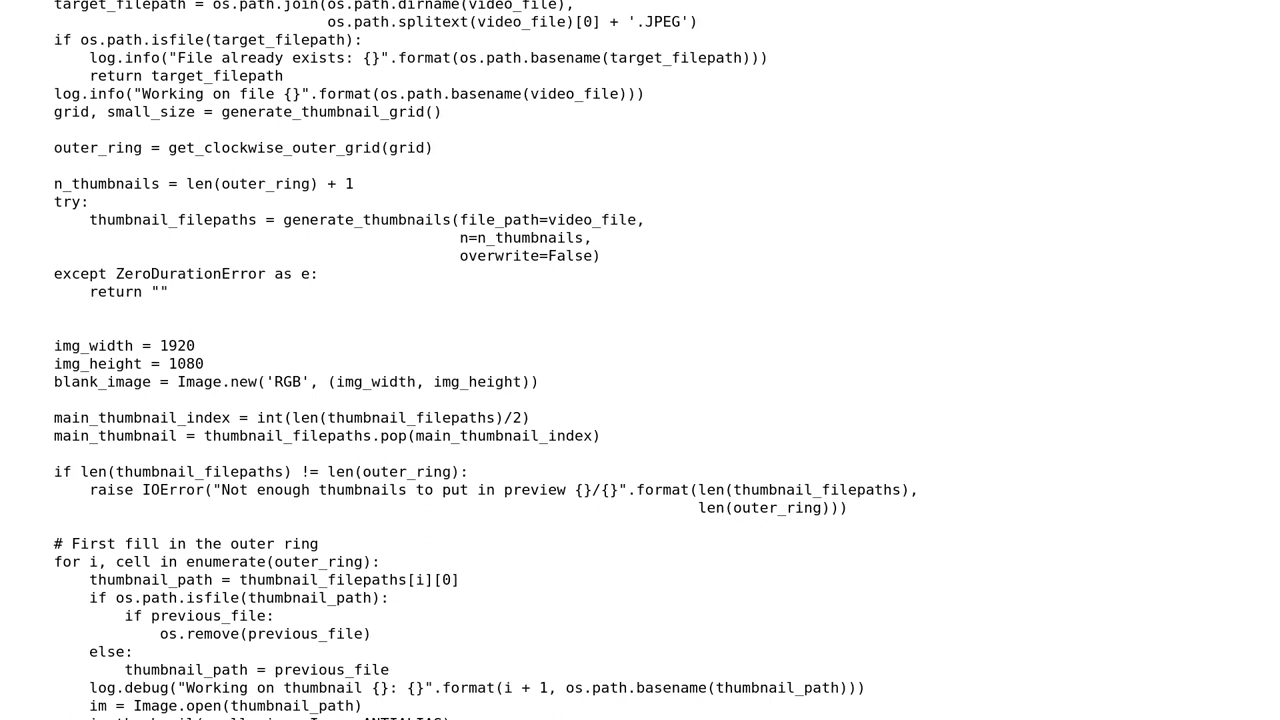 target_filepath = os.path.join(os.path.dirname(video_file),
                               os.path.splitext(video_file)[0] + '.JPEG')
if os.path.isfile(target_filepath):
    log.info("File already exists: {}".format(os.path.basename(target_filepath)))
    return target_filepath
log.info("Working on file {}".format(os.path.basename(video_file)))
grid, small_size = generate_thumbnail_grid()

outer_ring = get_clockwise_outer_grid(grid)

n_thumbnails = len(outer_ring) + 1
try:
    thumbnail_filepaths = generate_thumbnails(file_path=video_file,
                                              n=n_thumbnails,
                                              overwrite=False)
except ZeroDurationError as e:
    return ""


img_width = 1920
img_height = 1080
blank_image = Image.new('RGB', (img_width, img_height))

main_thumbnail_index = int(len(thumbnail_filepaths)/2)
main_thumbnail = thumbnail_filepaths.pop(main_thumbnail_index)

if len(thumbnail_filepaths) != len(outer_ring):
    raise IOError("Not enough thumbnails to put in preview {}/{}".format(len(thumbnail_filepaths),
                                                                         len(outer_ring)))

# First fill in the outer ring
for i, cell in enumerate(outer_ring):
    thumbnail_path = thumbnail_filepaths[i][0]
    if os.path.isfile(thumbnail_path):
        if previous_file:
            os.remove(previous_file)
    else:
        thumbnail_path = previous_file
    log.debug("Working on thumbnail {}: {}".format(i + 1, os.path.basename(thumbnail_path)))
    im = Image.open(thumbnail_path)